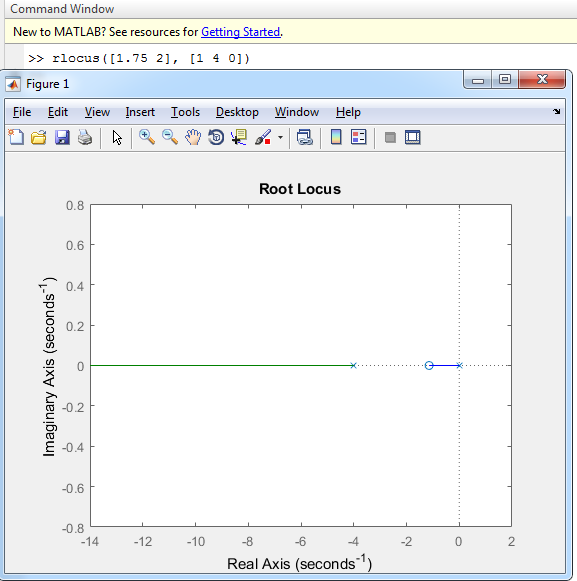 Command Window
New to MATLAB? See resources for Getting Started.
>> rlocus([1.75 2], [1 4 0])
Figure 1
File Edit View Insert Tools Desktop Window Help
Root Locus
0.8
0.6
0.4
0.2
0
-0.2
-0.4
-0.6
-0.8
Imaginary Axis (seconds⁻¹)
-14 -12 -10 -8 -6 -4 -2 0 2
Real Axis (seconds⁻¹)